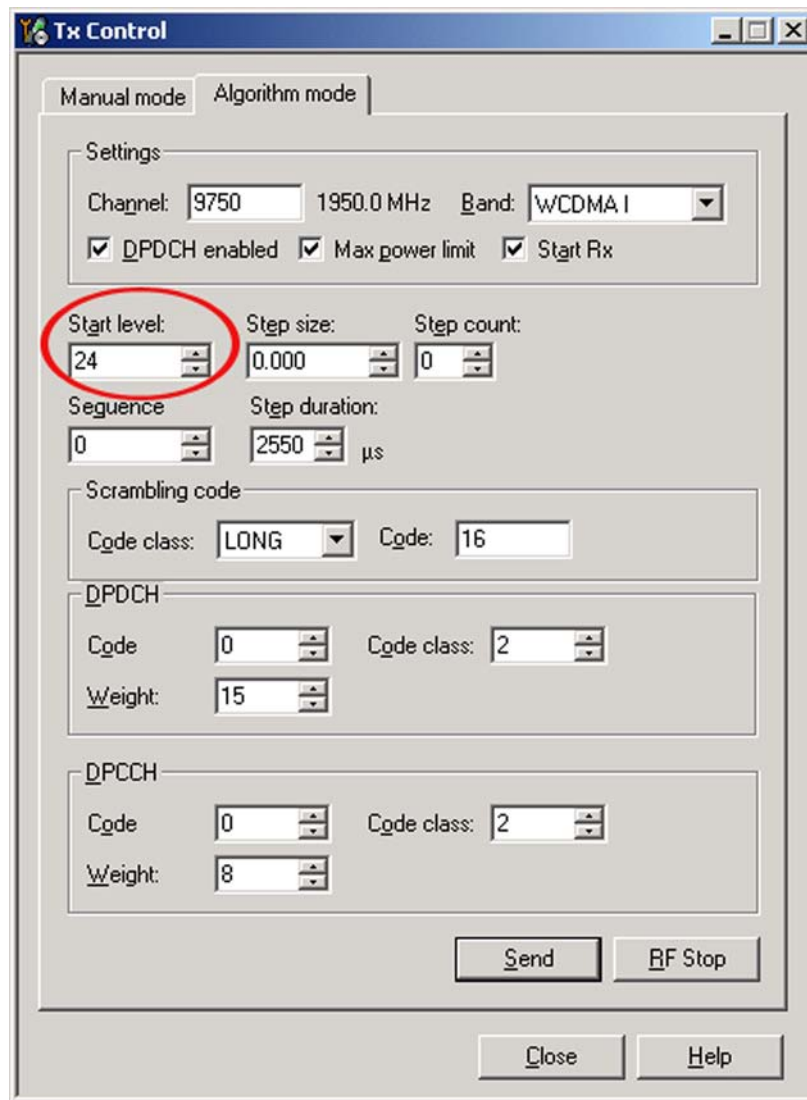 Tx Control
Manual mode Algorithm mode
Settings
Channel: 9750 1950.0 MHz Band: WCDMA I
DPDCH enabled Max power limit Start Rx
Start level: Step size: Step count:
24 0.000 0
Seguence Step duration:
0 2550 µs
Scrambling code
Code class: LONG Code: 16
DPDCH
Code 0 Code class: 2
Weight: 15
DPCCH
Code 0 Code class: 2
Weight: 8
Send RF Stop
Close Help